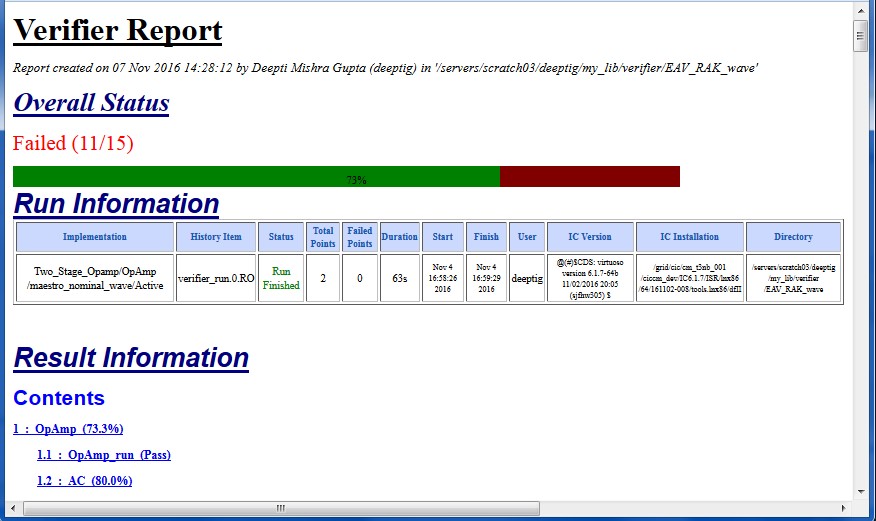 Verifier Report
Report created on 07 Nov 2016 14:28:12 by Deepti Mishra Gupta (deeptig) in '/servers/scratch03/deeptig/my_lib/verifier/EAV_RAK_wave'
Overall Status
Failed (11/15)
73%
Run Information
Implementation History Item Status Total Points Failed Points Duration Start Finish User IC Version IC Installation Directory
Two_Stage_Opamp/OpAmp
/maestro_nominal_wave/Active
verifier_run.0.RO
Run
Finished
2
0
63s
Nov 4
16:58:26
2016
Nov 4
16:59:29
2016
deeptig
@(#)$CDS: virtuoso
version 6.1.7-64b
11/02/2016 20:05
(sjfhw305) $
/grid/cic/cm_t3nb_001
/ciccm_dev/IC6.1.7/ISR/lnx86
/64/161102-008/tools.lnx86/dfII
/servers/scratch03/deeptig
/my_lib/verifier
/EAV_RAK_wave
Result Information
Contents
1 : OpAmp (73.3%)
1.1 : OpAmp_run (Pass)
1.2 : AC (80.0%)